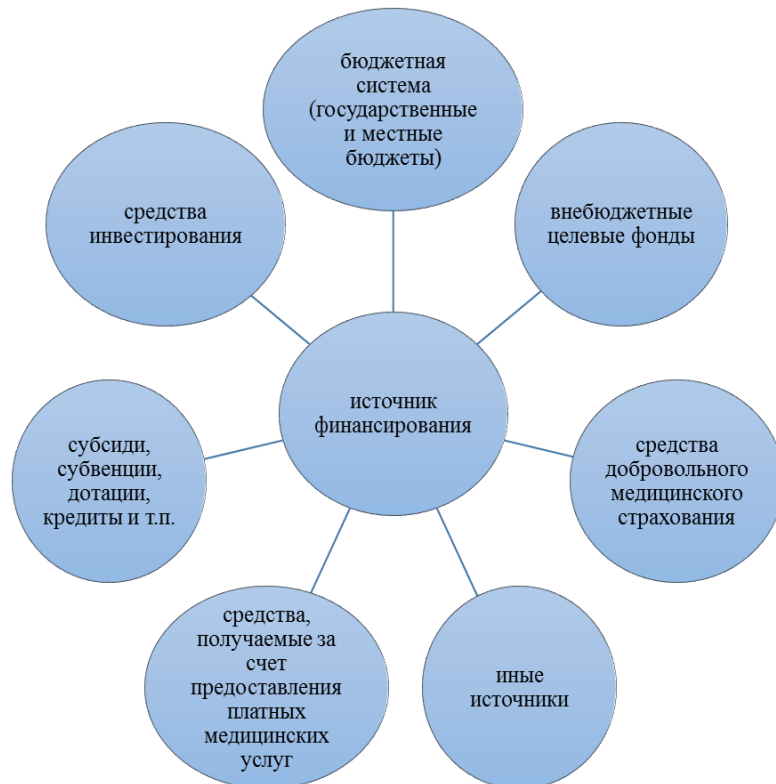 бюджетная
система
(государственные
и местные
бюджеты)
внебюджетные
целевые фонды
средства
добровольного
медицинского
страхования
иные
источники
средства,
получаемые за
счет
предоставления
платных
медицинских
услуг
субсиди,
субвенции,
дотации,
кредиты и т.п.
средства
инвестирования
источник
финансирования